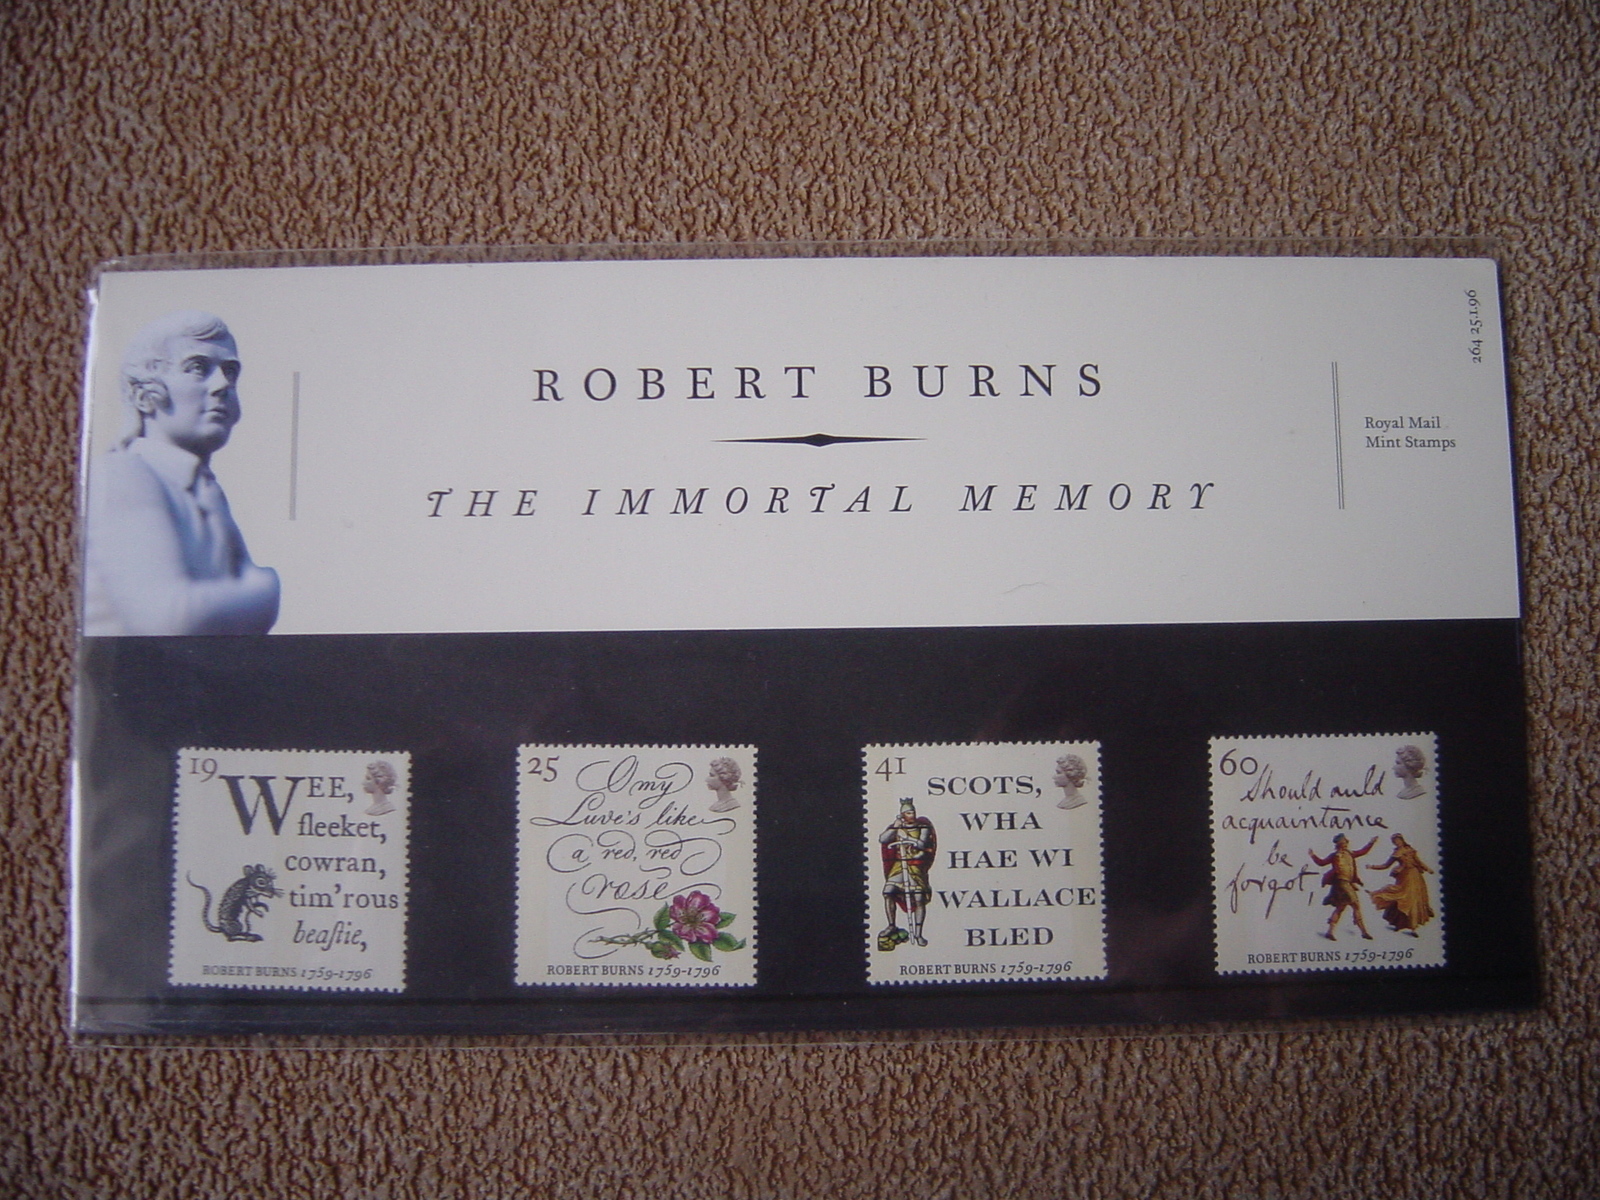 264 25.1.96
ROBERT BURNS
THE IMMORTAL MEMORY
Royal Mail
Mint Stamps
19
WEE,
fleeket,
cowran,
tim'rous
beaſtie,
ROBERT BURNS 1759-1796
25
O my
Luve's like
a red, red
rose
ROBERT BURNS 1759-1796
41
SCOTS,
WHA
HAE WI
WALLACE
BLED
ROBERT BURNS 1759-1796
60
Should auld
acquaintance
be
forgot,
ROBERT BURNS 1759-1796